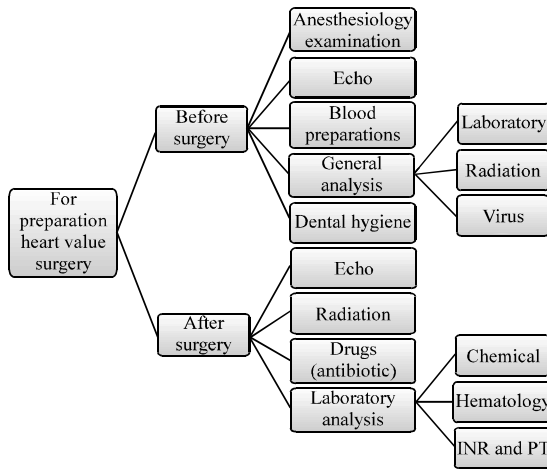 For
preparation
heart value
surgery
Before
surgery
Anesthesiology
examination
Echo
Blood
preparations
General
analysis
Laboratory
Radiation
Virus
Dental hygiene
After
surgery
Echo
Radiation
Drugs
(antibiotic)
Laboratory
analysis
Chemical
Hematology
INR and PT